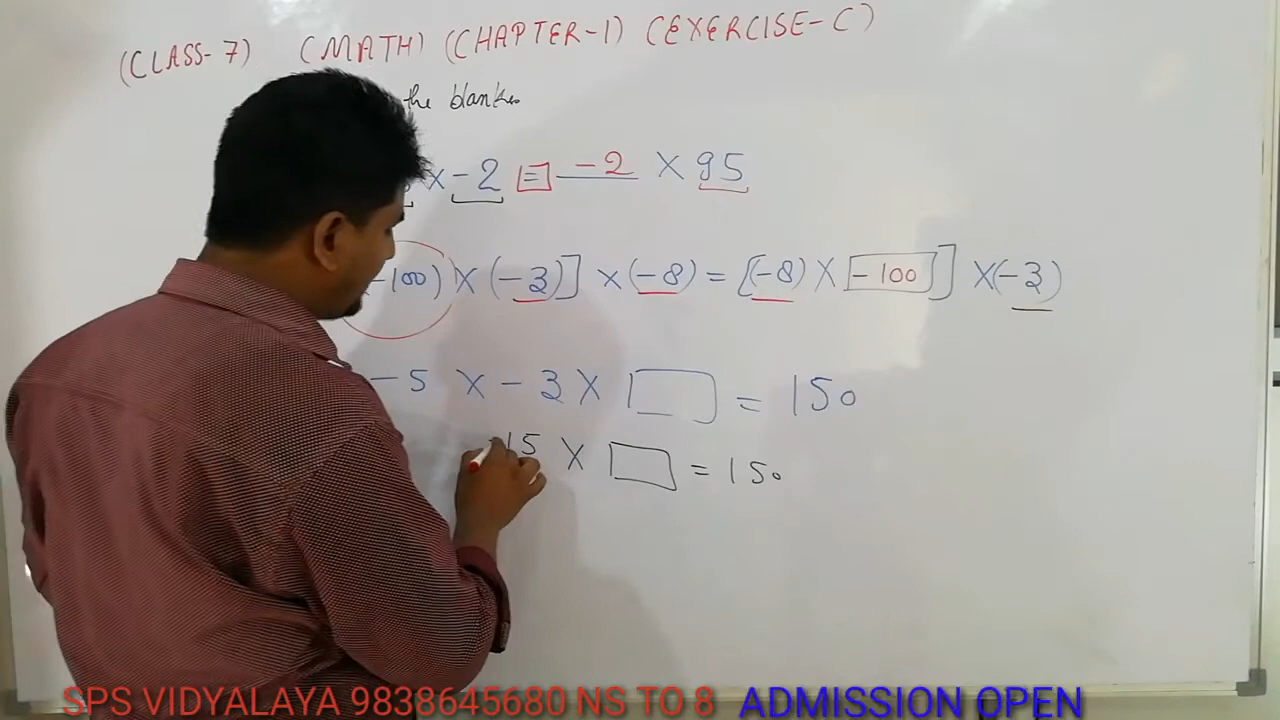 (CLASS-7) (MATH) (CHAPTER-1) (EXERCISE-C)
the blanks
× -2 = -2 × 95
-100) × (-3)] × (-8) = [(-8) × -100] × (-3)
-5 × -3 × □ = 150
15 × □ = 150
SPS VIDYALAYA 9838645680 NS TO 8 ADMISSION OPEN